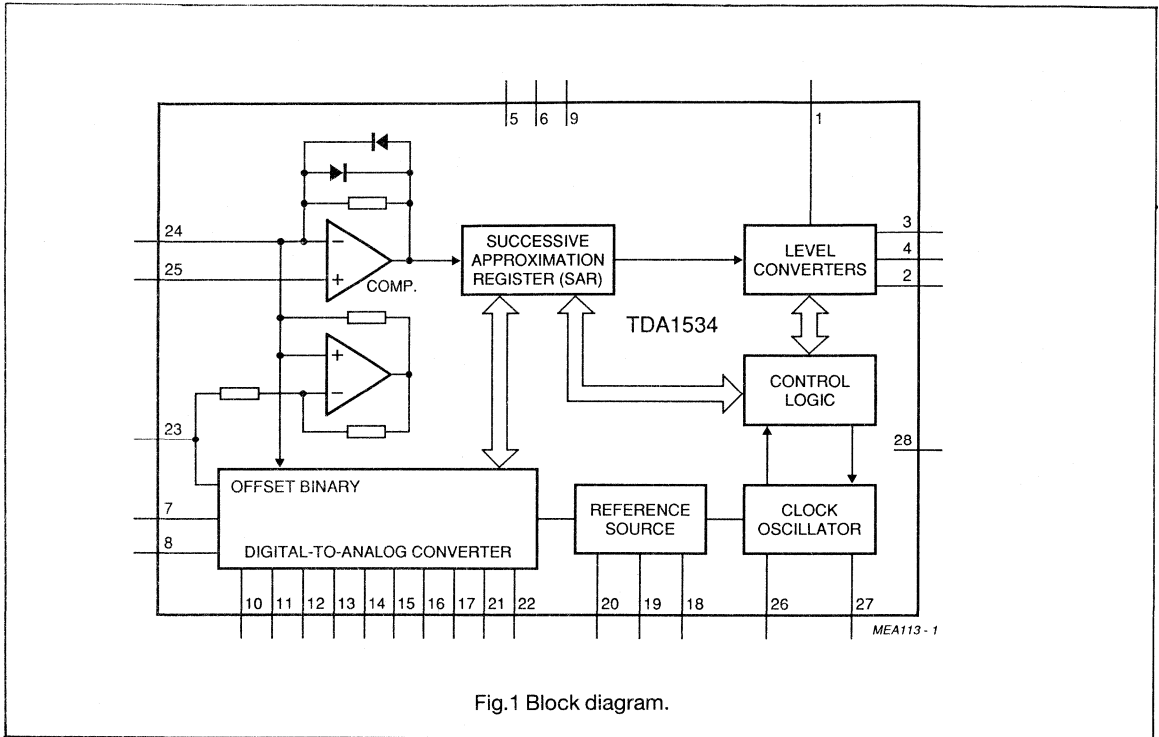 5 6 9 1
24
25
23
7
8
− +
COMP.
+ −
SUCCESSIVE
APPROXIMATION
REGISTER (SAR)
LEVEL
CONVERTERS
3
4
2
TDA1534
CONTROL
LOGIC
28
OFFSET BINARY
DIGITAL-TO-ANALOG CONVERTER
REFERENCE
SOURCE
CLOCK
OSCILLATOR
10 11 12 13 14 15 16 17 21 22 20 19 18 26 27
MEA113 - 1
Fig.1 Block diagram.